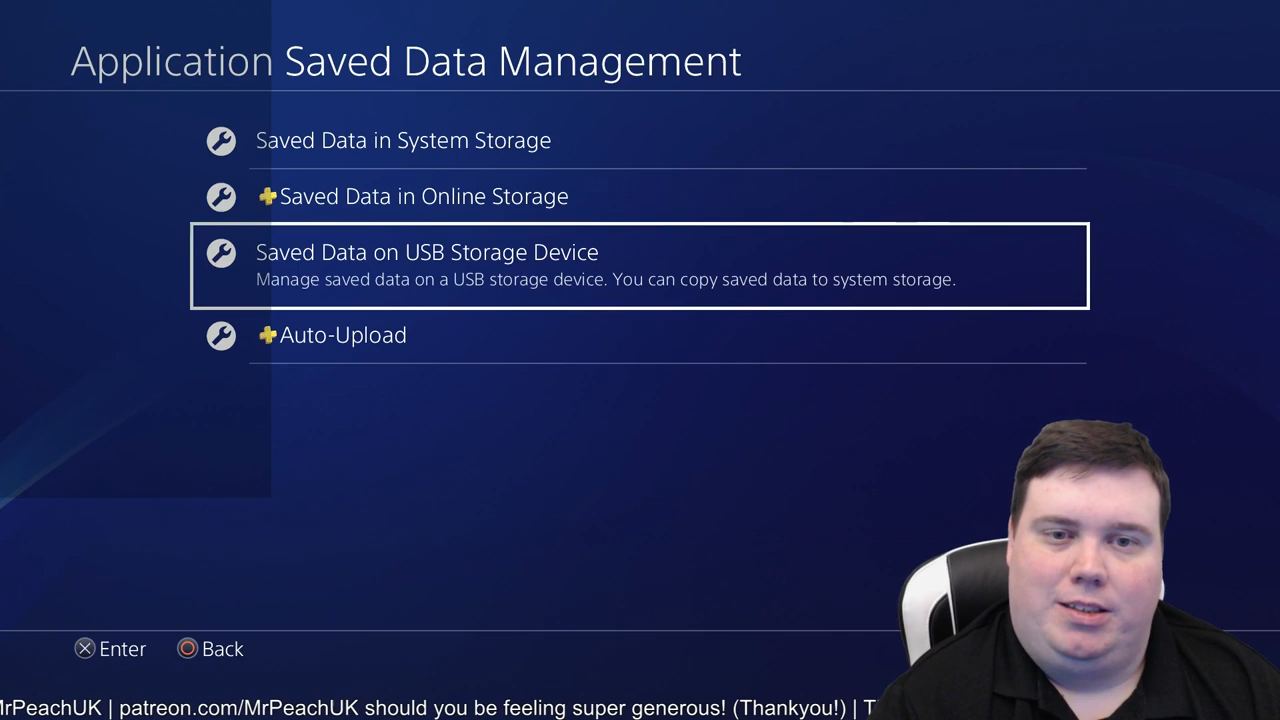 Application Saved Data Management
Saved Data in System Storage
Saved Data in Online Storage
Saved Data on USB Storage Device
Manage saved data on a USB storage device. You can copy saved data to system storage.
Auto-Upload
Enter Back
MrPeachUK | patreon.com/MrPeachUK should you be feeling super generous! (Thankyou!) | T